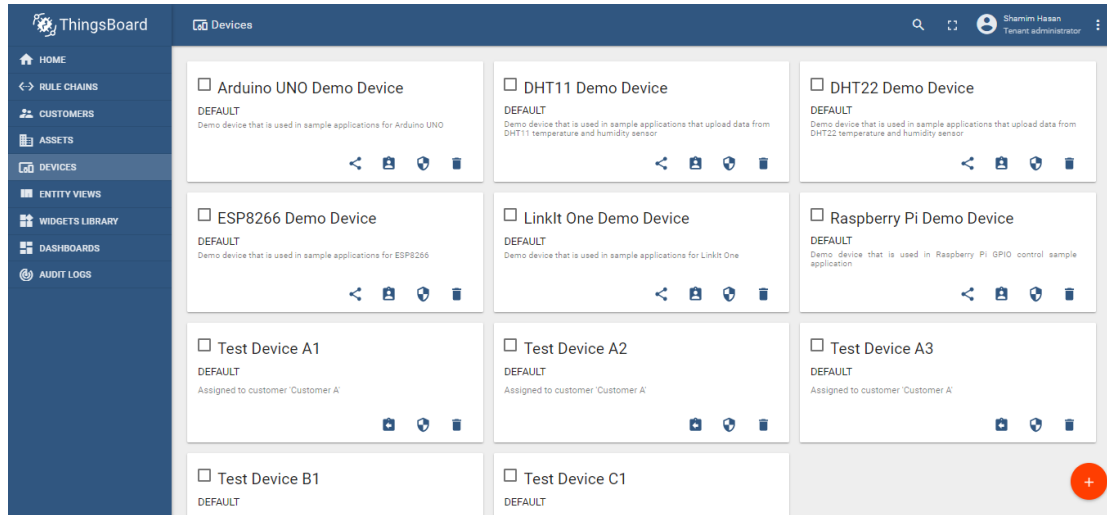 ThingsBoard
Devices
Shamim Hasan
Tenant administrator
HOME
RULE CHAINS
CUSTOMERS
ASSETS
DEVICES
ENTITY VIEWS
WIDGETS LIBRARY
DASHBOARDS
AUDIT LOGS
Arduino UNO Demo Device
DEFAULT
Demo device that is used in sample applications for Arduino UNO
DHT11 Demo Device
DEFAULT
Demo device that is used in sample applications that upload data from
DHT11 temperature and humidity sensor
DHT22 Demo Device
DEFAULT
Demo device that is used in sample applications that upload data from
DHT22 temperature and humidity sensor
ESP8266 Demo Device
DEFAULT
Demo device that is used in sample applications for ESP8266
LinkIt One Demo Device
DEFAULT
Demo device that is used in sample applications for LinkIt One
Raspberry Pi Demo Device
DEFAULT
Demo device that is used in Raspberry Pi GPIO control sample
application
Test Device A1
DEFAULT
Assigned to customer 'Customer A'
Test Device A2
DEFAULT
Assigned to customer 'Customer A'
Test Device A3
DEFAULT
Assigned to customer 'Customer A'
Test Device B1
DEFAULT
Test Device C1
DEFAULT